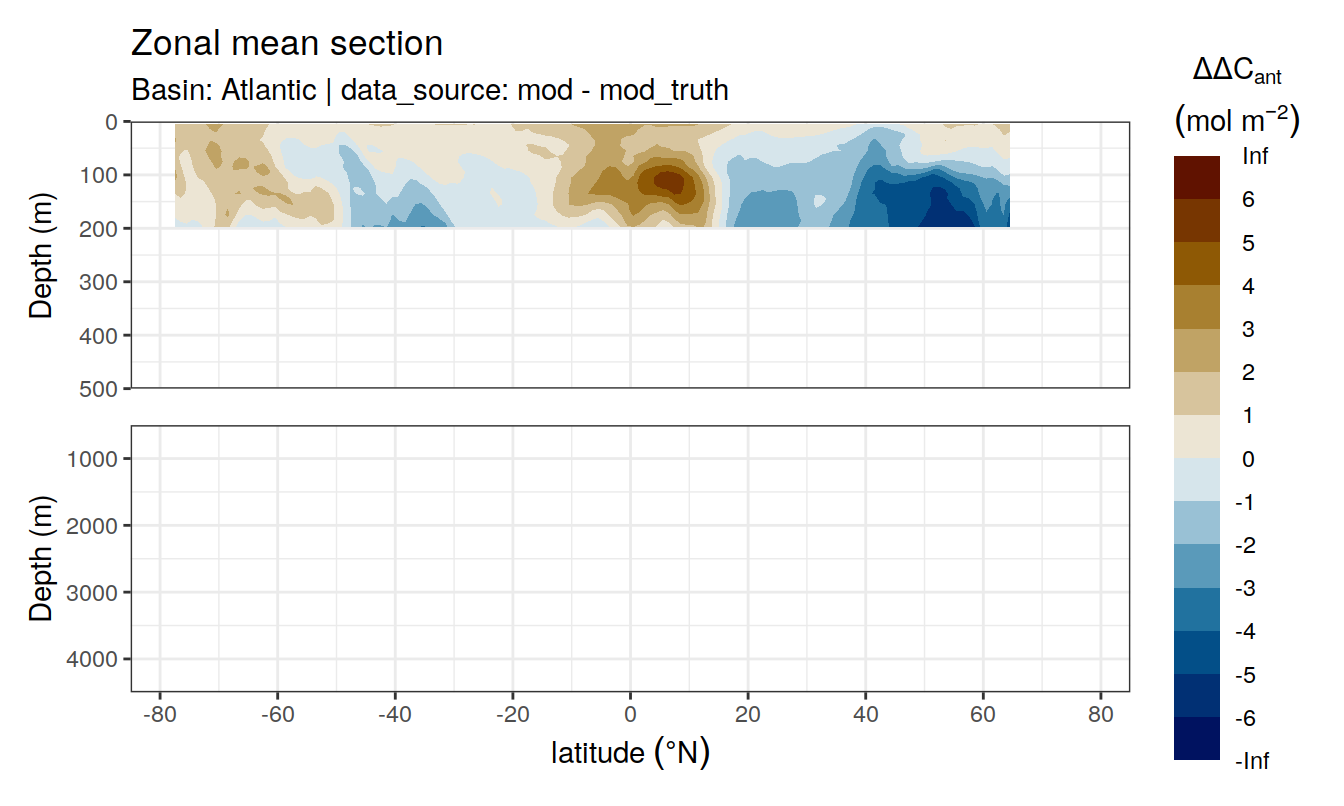 Zonal mean section
Basin: Atlantic | data_source: mod - mod_truth
0
100
200
300
400
500
Depth (m)
1000
2000
3000
4000
Depth (m)
-80 -60 -40 -20 0 20 40 60 80
latitude (°N)
ΔΔCant
(mol m⁻²)
Inf
6
5
4
3
2
1
0
-1
-2
-3
-4
-5
-6
-Inf